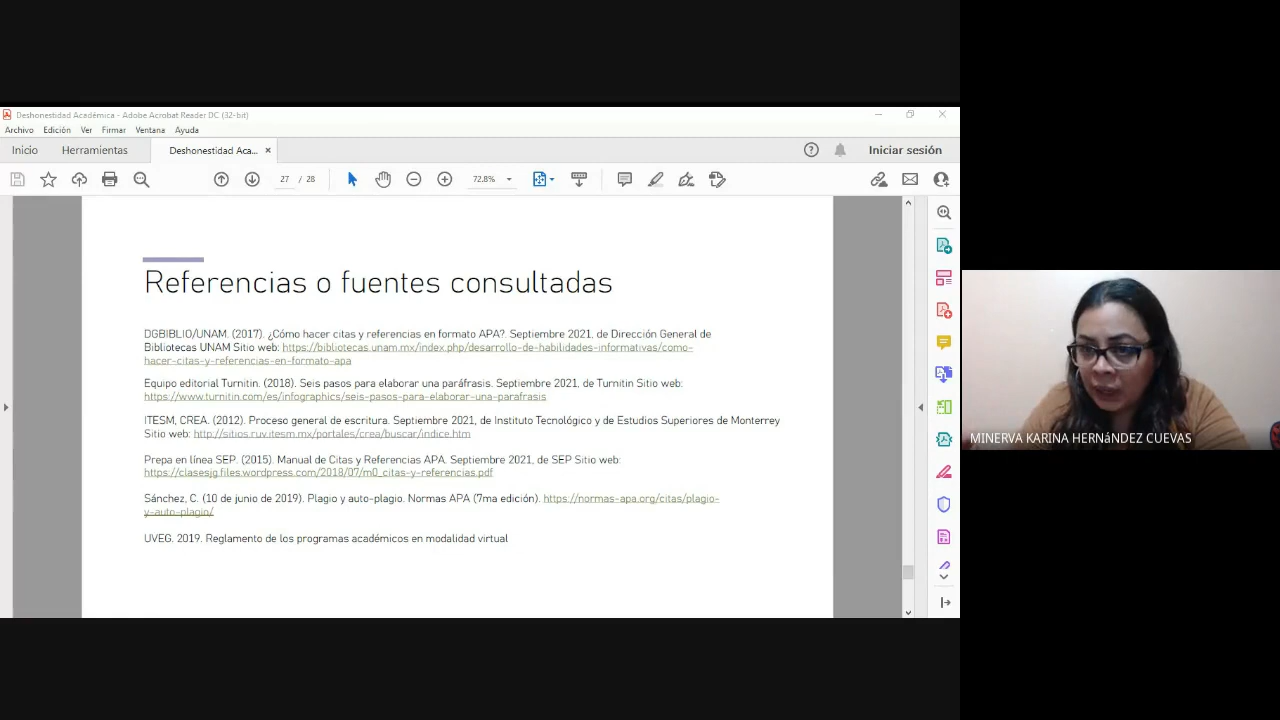 Deshonestidad Académica - Adobe Acrobat Reader DC (32-bit)
Archivo Edición Ver Firmar Ventana Ayuda
Inicio Herramientas Deshonestidad Aca... × Iniciar sesión
27 / 28 72.8%
Referencias o fuentes consultadas
DGBIBLIO/UNAM. (2017). ¿Cómo hacer citas y referencias en formato APA?. Septiembre 2021, de Dirección General de
Bibliotecas UNAM Sitio web: https://bibliotecas.unam.mx/index.php/desarrollo-de-habilidades-informativas/como-
hacer-citas-y-referencias-en-formato-apa
Equipo editorial Turnitin. (2018). Seis pasos para elaborar una paráfrasis. Septiembre 2021, de Turnitin Sitio web:
https://www.turnitin.com/es/infographics/seis-pasos-para-elaborar-una-parafrasis
ITESM, CREA. (2012). Proceso general de escritura. Septiembre 2021, de Instituto Tecnológico y de Estudios Superiores de Monterrey
Sitio web: http://sitios.ruv.itesm.mx/portales/crea/buscar/indice.htm
Prepa en línea SEP. (2015). Manual de Citas y Referencias APA. Septiembre 2021, de SEP Sitio web:
https://clasesjg.files.wordpress.com/2018/07/m0_citas-y-referencias.pdf
Sánchez, C. (10 de junio de 2019). Plagio y auto-plagio. Normas APA (7ma edición). https://normas-apa.org/citas/plagio-
y-auto-plagio/
UVEG. 2019. Reglamento de los programas académicos en modalidad virtual
MINERVA KARINA HERNáNDEZ CUEVAS